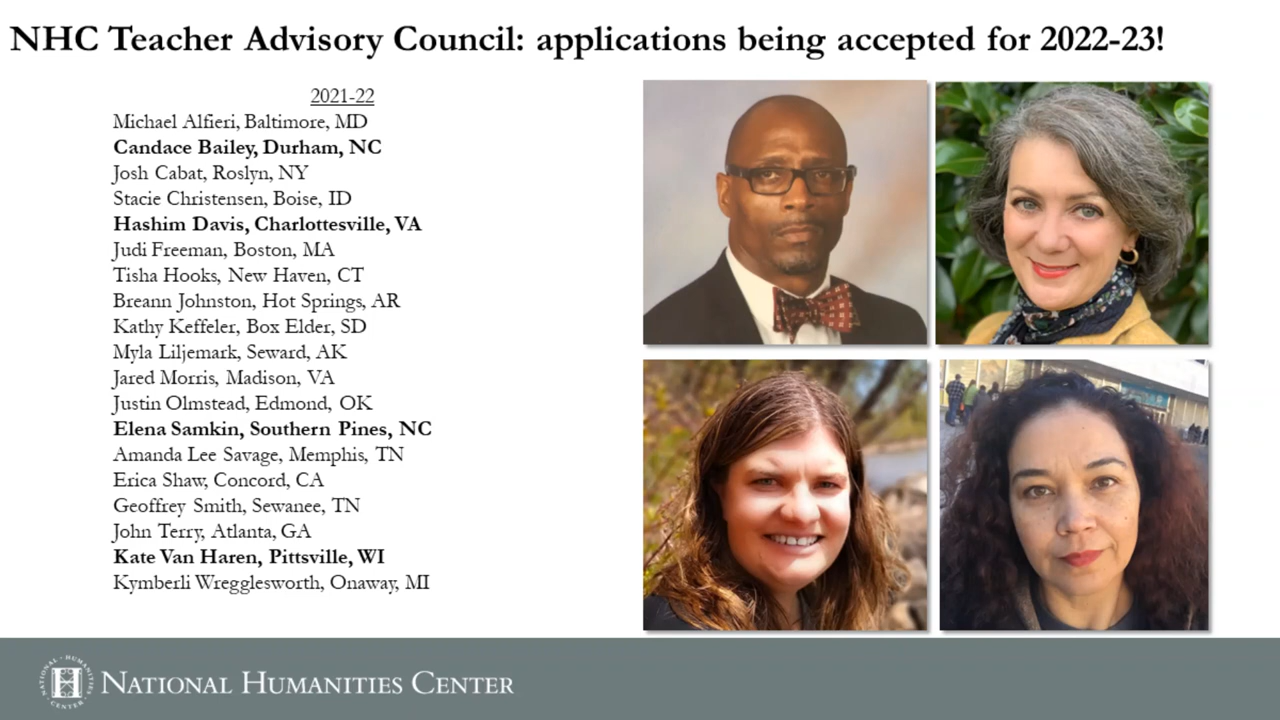 NHC Teacher Advisory Council: applications being accepted for 2022-23!
2021-22
Michael Alfieri, Baltimore, MD
Candace Bailey, Durham, NC
Josh Cabat, Roslyn, NY
Stacie Christensen, Boise, ID
Hashim Davis, Charlottesville, VA
Judi Freeman, Boston, MA
Tisha Hooks, New Haven, CT
Breann Johnston, Hot Springs, AR
Kathy Keffeler, Box Elder, SD
Myla Liljemark, Seward, AK
Jared Morris, Madison, VA
Justin Olmstead, Edmond, OK
Elena Samkin, Southern Pines, NC
Amanda Lee Savage, Memphis, TN
Erica Shaw, Concord, CA
Geoffrey Smith, Sewanee, TN
John Terry, Atlanta, GA
Kate Van Haren, Pittsville, WI
Kymberli Wregglesworth, Onaway, MI
NATIONAL · HUMANITIES · CENTER
H
NATIONAL HUMANITIES CENTER